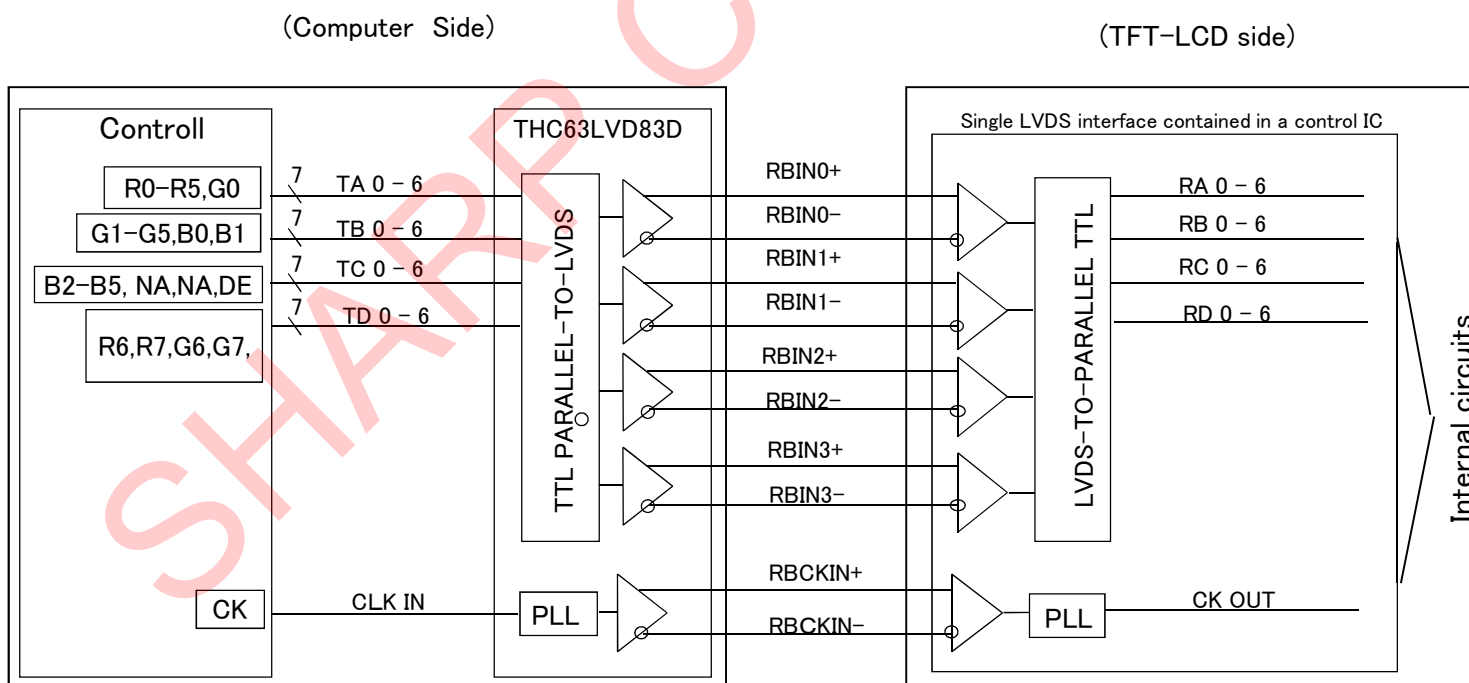 (Computer Side)
(TFT-LCD side)
Controll
THC63LVD83D
Single LVDS interface contained in a control IC
R0-R5,G0
7
TA 0 - 6
RBIN0+
RA 0 - 6
G1-G5,B0,B1
7
TB 0 - 6
RBIN0-
RB 0 - 6
B2-B5, NA,NA,DE
7
TC 0 - 6
RBIN1+
RC 0 - 6
R6,R7,G6,G7,
7
TD 0 - 6
RBIN1-
RD 0 - 6
TTL PARALLEL-TO-LVDS
RBIN2+
RBIN2-
RBIN3+
RBIN3-
LVDS-TO-PARALLEL TTL
Internal circuits
CK
CLK IN
PLL
RBCKIN+
RBCKIN-
PLL
CK OUT
SHARP C